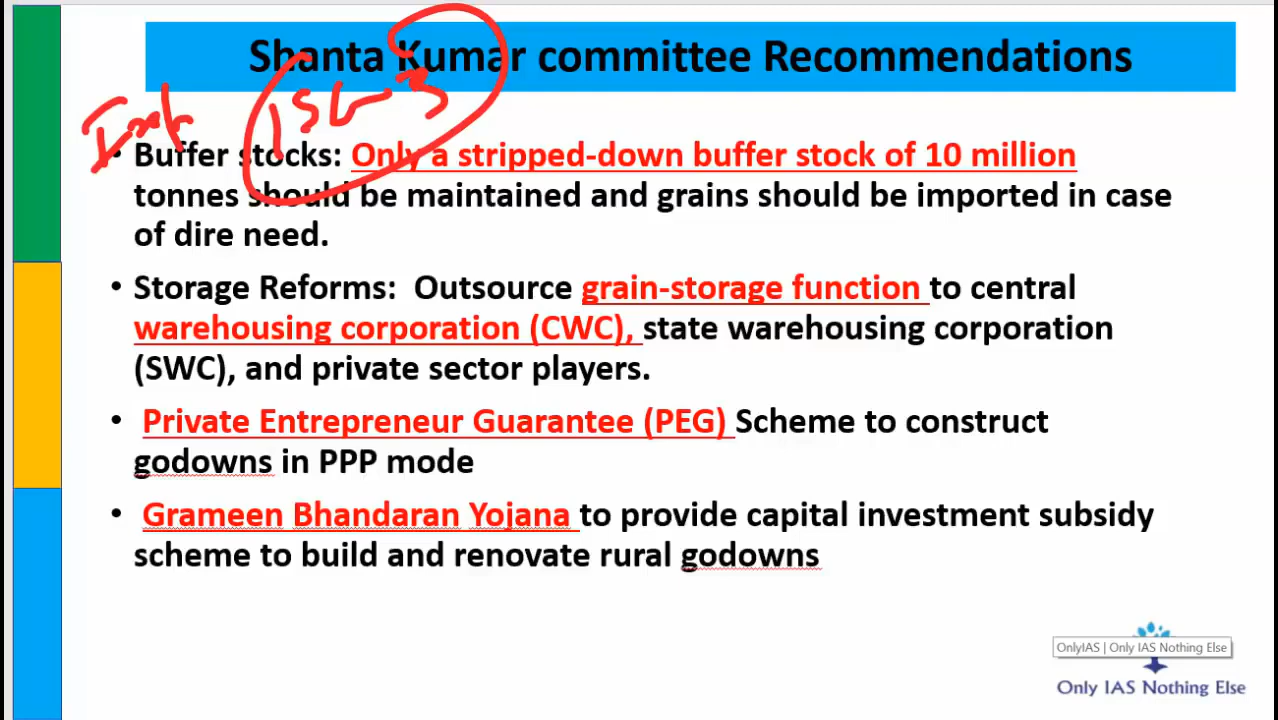 Shanta Kumar committee Recommendations
• Buffer stocks: Only a stripped-down buffer stock of 10 million
tonnes should be maintained and grains should be imported in case
of dire need.
• Storage Reforms: Outsource grain-storage function to central
warehousing corporation (CWC), state warehousing corporation
(SWC), and private sector players.
• Private Entrepreneur Guarantee (PEG) Scheme to construct
godowns in PPP mode
• Grameen Bhandaran Yojana to provide capital investment subsidy
scheme to build and renovate rural godowns
OnlyIAS | Only IAS Nothing Else
Only IAS Nothing Else